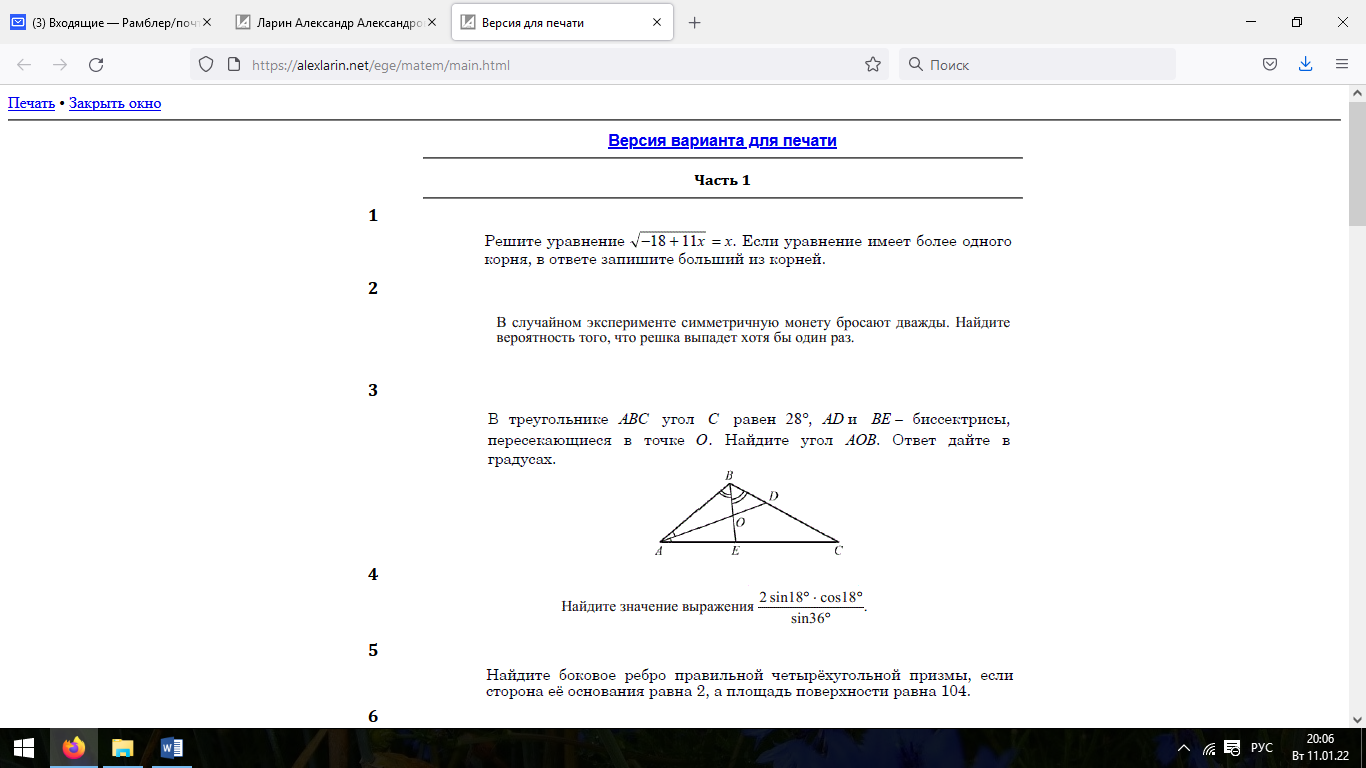 (3) Входящие — Рамблер/почт
Ларин Александр Александров
Версия для печати
https://alexlarin.net/ege/matem/main.html
Поиск
Печать • Закрыть окно
Версия варианта для печати
Часть 1
1
Решите уравнение √(−18 + 11x) = x. Если уравнение имеет более одного
корня, в ответе запишите больший из корней.
2
В случайном эксперименте симметричную монету бросают дважды. Найдите
вероятность того, что решка выпадет хотя бы один раз.
3
В треугольнике ABC угол C равен 28°, AD и BE – биссектрисы,
пересекающиеся в точке O. Найдите угол AOB. Ответ дайте в
градусах.
B
D
O
A E C
4
Найдите значение выражения 2 sin18° · cos18° / sin36°.
5
Найдите боковое ребро правильной четырёхугольной призмы, если
сторона её основания равна 2, а площадь поверхности равна 104.
6
РУС
20:06
Вт 11.01.22